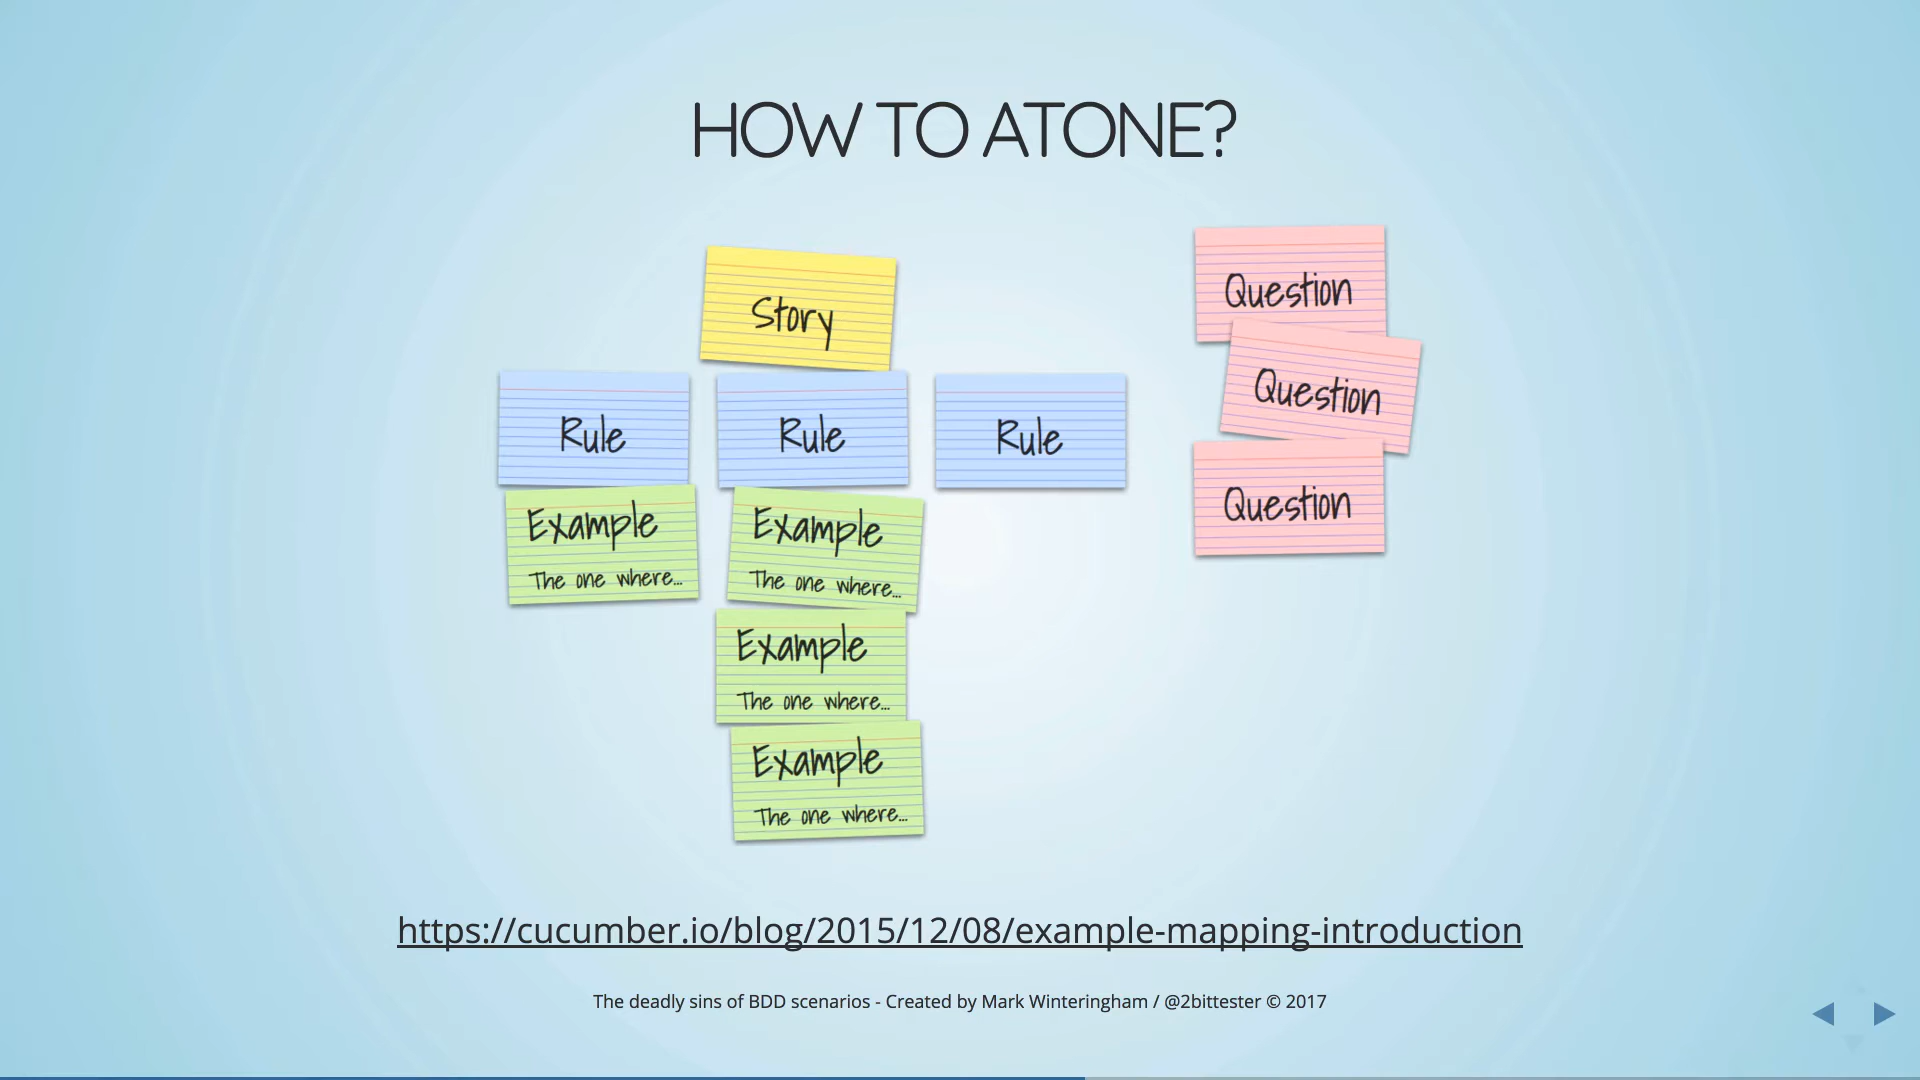 HOW TO ATONE?
Story
Rule
Rule
Rule
Example
The one where...
Example
The one where...
Example
The one where...
Example
The one where...
Question
Question
Question
https://cucumber.io/blog/2015/12/08/example-mapping-introduction
The deadly sins of BDD scenarios - Created by Mark Winteringham / @2bittester © 2017